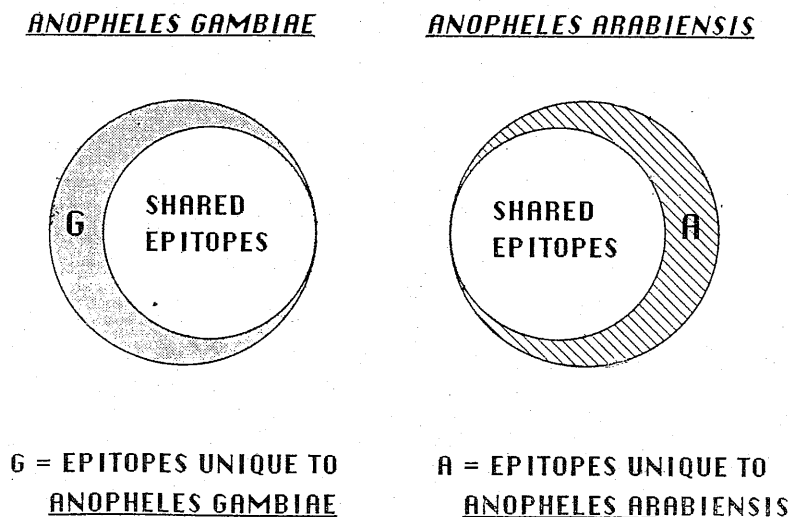 ANOPHELES GAMBIAE
ANOPHELES ARABIENSIS
G
SHARED
EPITOPES
SHARED
EPITOPES
A
G = EPITOPES UNIQUE TO
ANOPHELES GAMBIAE
A = EPITOPES UNIQUE TO
ANOPHELES ARABIENSIS